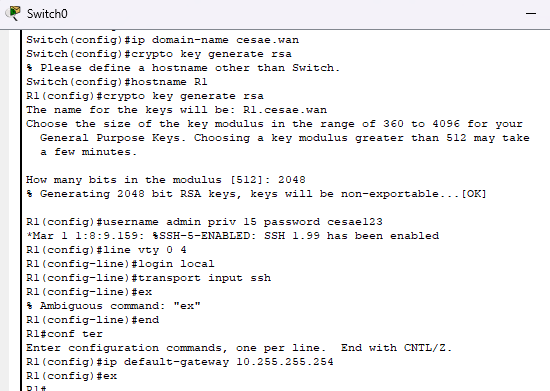 Switch0
Switch(config)#ip domain-name cesae.wan
Switch(config)#crypto key generate rsa
% Please define a hostname other than Switch.
Switch(config)#hostname R1
R1(config)#crypto key generate rsa
The name for the keys will be: R1.cesae.wan
Choose the size of the key modulus in the range of 360 to 4096 for your
General Purpose Keys. Choosing a key modulus greater than 512 may take
a few minutes.
How many bits in the modulus [512]: 2048
% Generating 2048 bit RSA keys, keys will be non-exportable...[OK]
R1(config)#username admin priv 15 password cesae123
*Mar 1 1:8:9.159: %SSH-5-ENABLED: SSH 1.99 has been enabled
R1(config)#line vty 0 4
R1(config-line)#login local
R1(config-line)#transport input ssh
R1(config-line)#ex
% Ambiguous command: "ex"
R1(config-line)#end
R1#conf ter
Enter configuration commands, one per line.  End with CNTL/Z.
R1(config)#ip default-gateway 10.255.255.254
R1(config)#ex
R1#